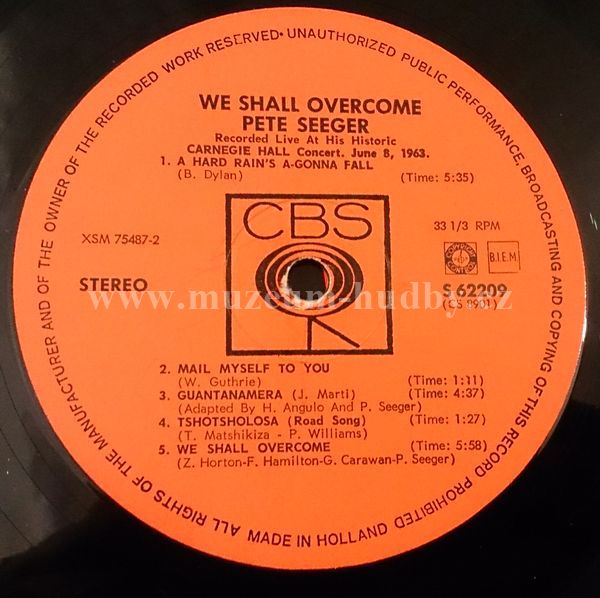 ALL RIGHTS OF THE MANUFACTURER AND OF THE OWNER OF THE RECORDED WORK RESERVED• UNAUTHORIZED PUBLIC PERFORMANCE, BROADCASTING AND COPYING OF THIS RECORD PROHIBITED
WE SHALL OVERCOME
PETE SEEGER
Recorded Live At His Historic
CARNEGIE HALL Concert. June 8, 1963.
1. A HARD RAIN'S A-GONNA FALL
(B. Dylan) (Time: 5:35)
CBS
XSM 75487-2
33 1/3 RPM
B.I.E.M
STEREO
S 62209
(CS 8901)
www.muzeum-hudby.cz
2. MAIL MYSELF TO YOU
(W. Guthrie) (Time: 1:11)
3. GUANTANAMERA (J. Marti) (Time: 4:37)
(Adapted By H. Angulo And P. Seeger)
4. TSHOTSHOLOSA (Road Song) (Time: 1:27)
(T. Matshikiza - P. Williams)
5. WE SHALL OVERCOME (Time: 5:58)
(Z. Horton-F. Hamilton-G. Carawan-P. Seeger)
MADE IN HOLLAND